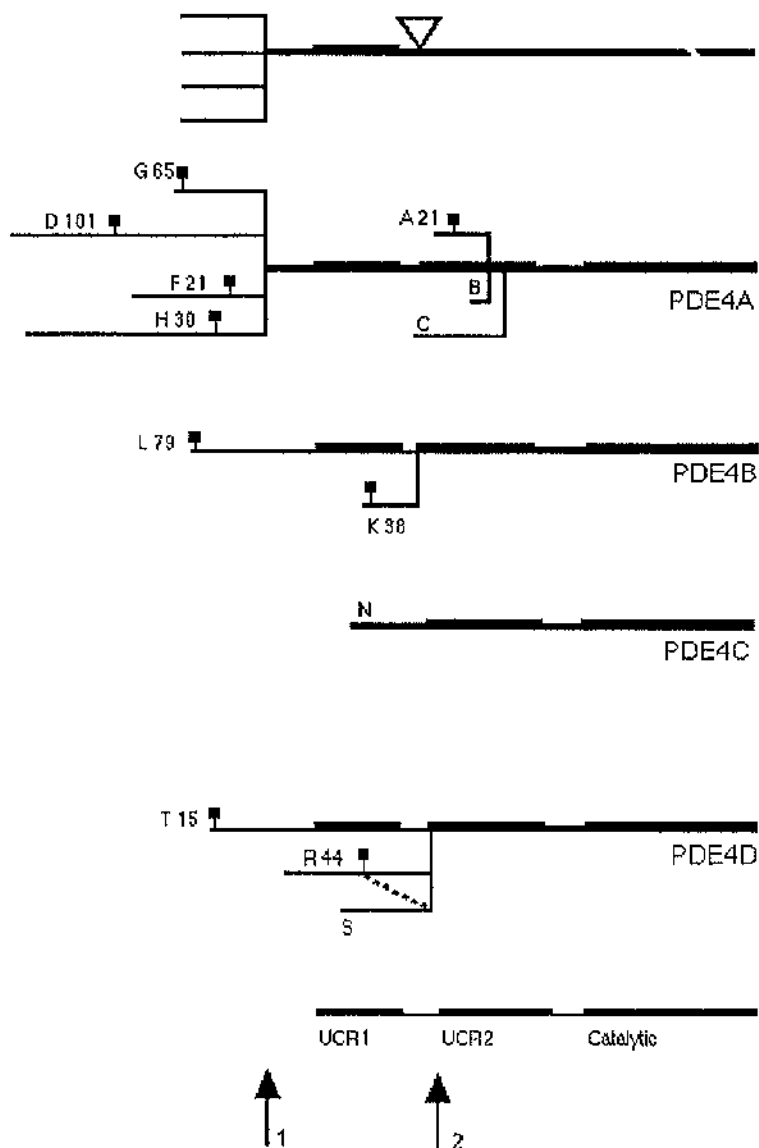 G 65
D 101
A 21
F 21
B
PDE4A
H 30
C
L 79
PDE4B
K 38
N
PDE4C
T 15
R 44
PDE4D
S
UCR1 UCR2 Catalytic
1 2